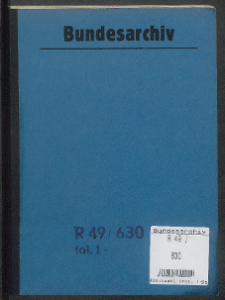 Bundesarchiv
R 49 / 630
fol. 1 -
Bundesarchiv
R 49 /
630